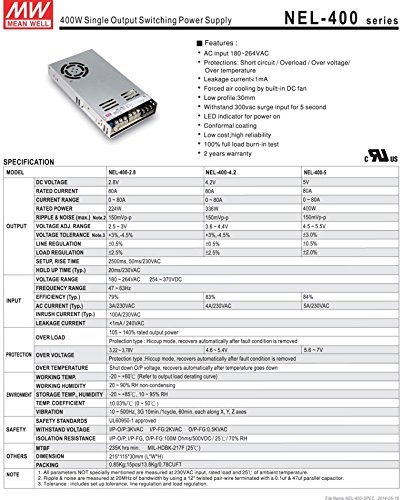 MW
MEAN WELL
400W Single Output Switching Power Supply
NEL-400 series
■ Features :
AC input 180~264VAC
Protections: Short circuit / Overload / Over voltage/
Over temperature
Leakage current<1mA
Forced air cooling by built-in DC fan
Low profile:30mm
Withstand 300vac surge input for 5 second
LED indicator for power on
Conformal coating
Low cost,high reliability
100% full load burn-in test
2 years warranty
c RU us
SPECIFICATION
MODEL NEL-400-2.8 NEL-400-4.2 NEL-400-5
OUTPUT
DC VOLTAGE 2.8V 4.2V 5V
RATED CURRENT 80A 80A 80A
CURRENT RANGE 0 ~ 80A 0 ~ 80A 0 ~ 80A
RATED POWER 224W 336W 400W
RIPPLE & NOISE (max.) Note.2 150mVp-p 150mVp-p 150mVp-p
VOLTAGE ADJ. RANGE 2.5 ~ 3V 3.6 ~ 4.4V 4.5 ~ 5.5V
VOLTAGE TOLERANCE Note.3 +3%,-4.5% +3%,-4.5% ±3.0%
LINE REGULATION ±0.5% ±0.5% ±0.5%
LOAD REGULATION ±2.5% ±2.5% ±2.5%
SETUP, RISE TIME 2500ms, 50ms/230VAC
HOLD UP TIME (Typ.) 20ms/230VAC
INPUT
VOLTAGE RANGE 180 ~ 264VAC 254 ~ 370VDC
FREQUENCY RANGE 47 ~ 63Hz
EFFICIENCY (Typ.) 79% 83% 84%
AC CURRENT (Typ.) 3A/230VAC 4A/230VAC 5A/230VAC
INRUSH CURRENT (Typ.) 100A/230VAC
LEAKAGE CURRENT <1mA / 240VAC
PROTECTION
OVER LOAD 105 ~ 140% rated output power
Protection type : Hiccup mode, recovers automatically after fault condition is removed
OVER VOLTAGE 3.22 ~ 3.78V 4.6 ~ 5.4V 5.6 ~ 7V
Protection type : Hiccup mode, recovers automatically after fault condition is removed
OVER TEMPERATURE Shut down O/P voltage, recovers automatically after temperature goes down
ENVIRONMENT
WORKING TEMP. -20 ~ +60℃ (Refer to output load derating curve)
WORKING HUMIDITY 20 ~ 90% RH non-condensing
STORAGE TEMP., HUMIDITY -20 ~ +85℃, 10 ~ 95% RH
TEMP. COEFFICIENT ±0.03%/℃ (0 ~ 50℃)
VIBRATION 10 ~ 500Hz, 3G 10min./1cycle, 60min. each along X, Y, Z axes
SAFETY
SAFETY STANDARDS UL60950-1 approved
WITHSTAND VOLTAGE I/P-O/P:3KVAC I/P-FG:2KVAC O/P-FG:0.5KVAC
ISOLATION RESISTANCE I/P-O/P, I/P-FG, O/P-FG:100M Ohms/500VDC / 25℃/ 70% RH
OTHERS
MTBF 235K hrs min. MIL-HDBK-217F (25℃)
DIMENSION 215*115*30mm (L*W*H)
PACKING 0.85Kg;15pcs/13.8Kg/0.78CUFT
NOTE
1. All parameters NOT specially mentioned are measured at 230VAC input, rated load and 25℃ of ambient temperature.
2. Ripple & noise are measured at 20MHz of bandwidth by using a 12" twisted pair-wire terminated with a 0.1uf & 47uf parallel capacitor.
3. Tolerance : includes set up tolerance, line regulation and load regulation.
File Name:NEL-400-SPEC 2014-05-16